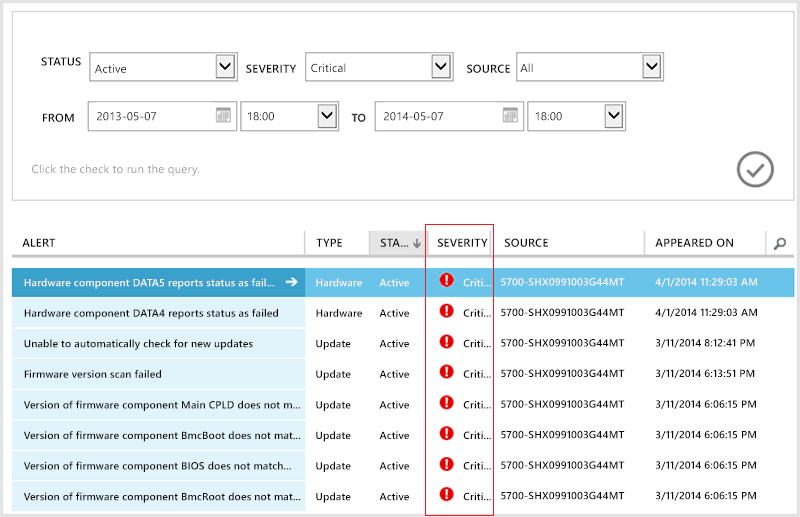 STATUS Active SEVERITY Critical SOURCE All
FROM 2013-05-07 18:00 TO 2014-05-07 18:00
Click the check to run the query.
ALERT TYPE STA... SEVERITY SOURCE APPEARED ON
Hardware component DATA5 reports status as fail... Hardware Active Criti... 5700-SHX0991003G44MT 4/1/2014 11:29:03 AM
Hardware component DATA4 reports status as failed Hardware Active Criti... 5700-SHX0991003G44MT 4/1/2014 11:29:03 AM
Unable to automatically check for new updates Update Active Criti... 5700-SHX0991003G44MT 3/11/2014 8:12:41 PM
Firmware version scan failed Update Active Criti... 5700-SHX0991003G44MT 3/11/2014 6:13:51 PM
Version of firmware component Main CPLD does not m... Update Active Criti... 5700-SHX0991003G44MT 3/11/2014 6:06:15 PM
Version of firmware component BmcBoot does not mat... Update Active Criti... 5700-SHX0991003G44MT 3/11/2014 6:06:15 PM
Version of firmware component BIOS does not match... Update Active Criti... 5700-SHX0991003G44MT 3/11/2014 6:06:15 PM
Version of firmware component BmcRoot does not mat... Update Active Criti... 5700-SHX0991003G44MT 3/11/2014 6:06:15 PM